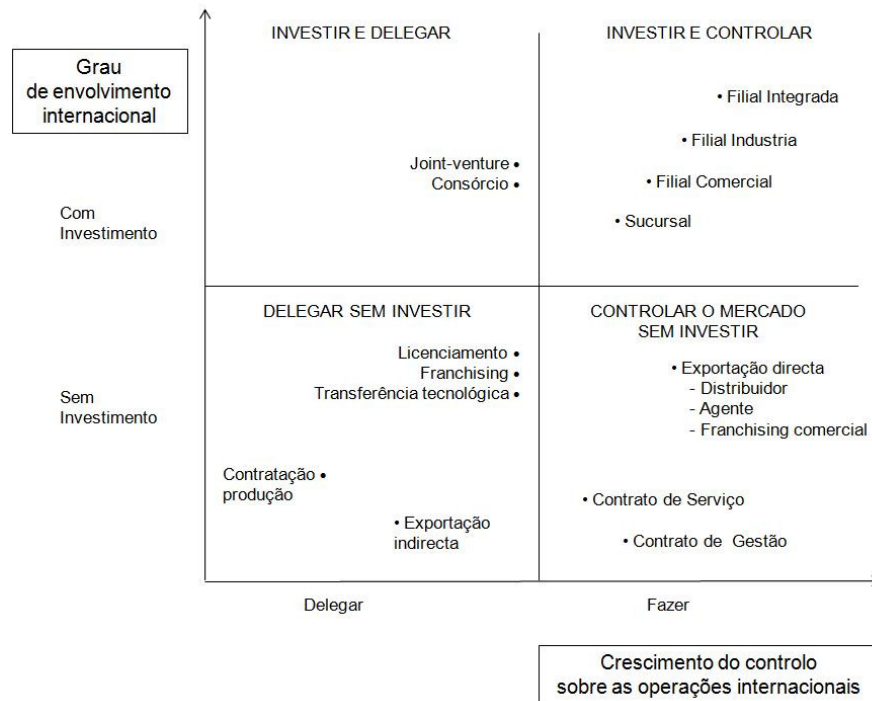 INVESTIR E DELEGAR
INVESTIR E CONTROLAR
Grau
de envolvimento
internacional
• Filial Integrada
• Filial Industria
Joint-venture •
Consórcio •
• Filial Comercial
• Sucursal
Com
Investimento
DELEGAR SEM INVESTIR
CONTROLAR O MERCADO
SEM INVESTIR
Licenciamento •
Franchising •
Transferência tecnológica •
• Exportação directa
- Distribuidor
- Agente
- Franchising comercial
Sem
Investimento
Contratação •
produção
• Exportação
indirecta
• Contrato de Serviço
• Contrato de Gestão
Delegar
Fazer
Crescimento do controlo
sobre as operações internacionais